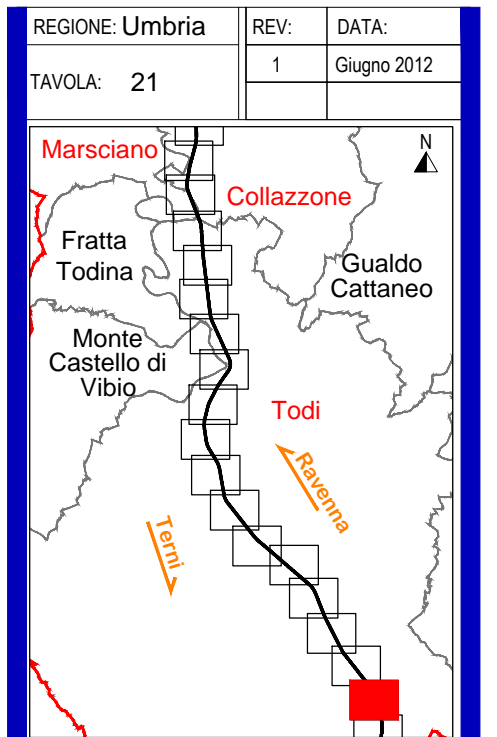 REGIONE: Umbria
REV:
DATA:
TAVOLA: 21
1
Giugno 2012
N
Marsciano
Collazzone
Fratta
Todina
Gualdo
Cattaneo
Monte
Castello di
Vibio
Todi
Ravenna
Terni